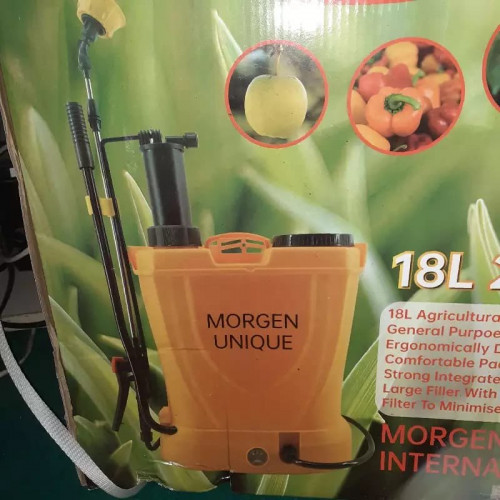 MORGEN
UNIQUE
18L
18L Agricultura
General Purpo
Ergonomically D
Comfortable Pa
Strong Integrate
Large Filler With
Filter To Minimise
MORGEN
INTERNA